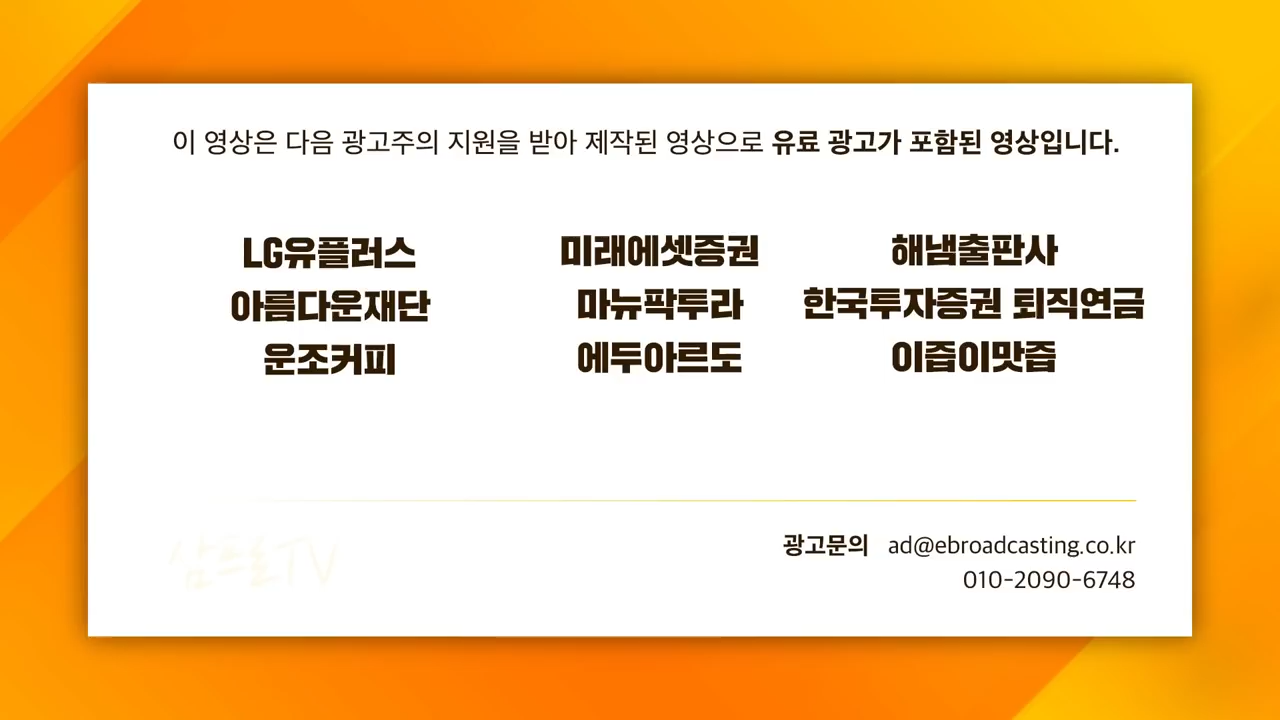 이 영상은 다음 광고주의 지원을 받아 제작된 영상으로 유료 광고가 포함된 영상입니다.
LG유플러스 미래에셋증권 해냄출판사
아름다운재단 마뉴팍투라 한국투자증권 퇴직연금
운조커피 에두아르도 이즙이맛즙
삼프로TV
광고문의 ad@ebroadcasting.co.kr
010-2090-6748